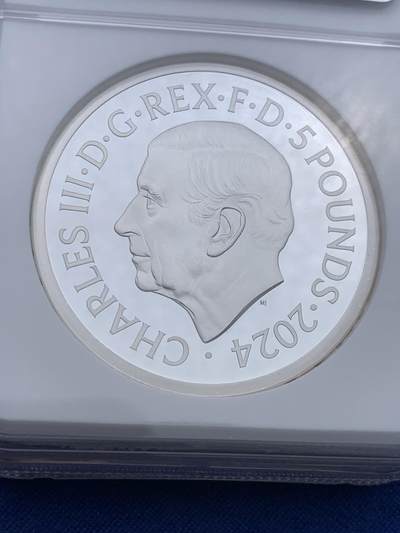 · CHARLES III · D · G · REX · F · D · 5 POUNDS · 2024
MJ